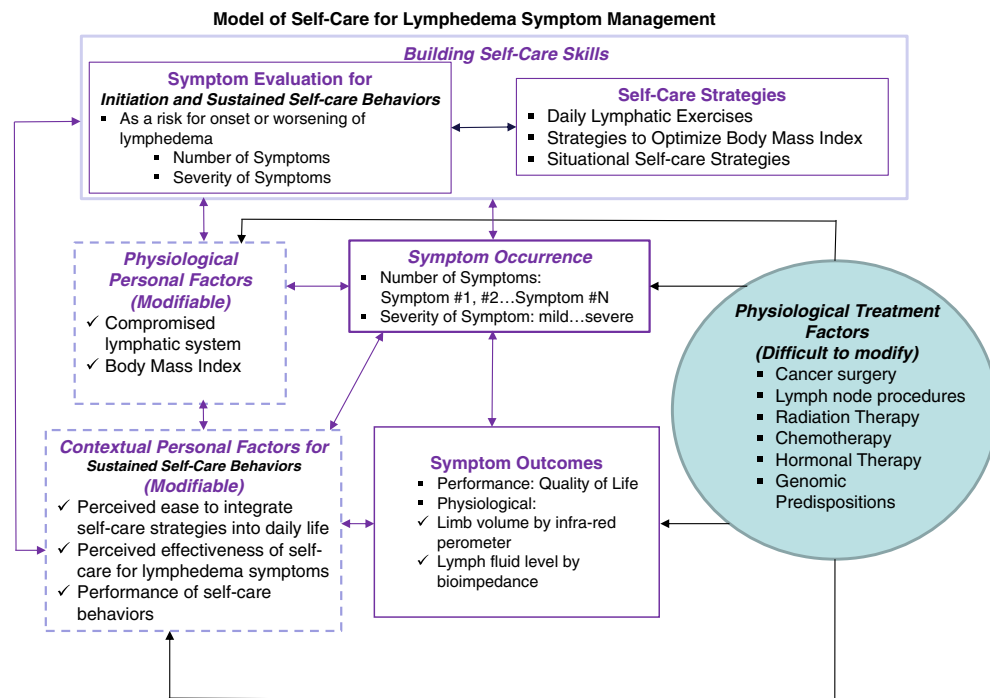 Model of Self-Care for Lymphedema Symptom Management
Building Self-Care Skills
Symptom Evaluation for
Initiation and Sustained Self-care Behaviors
▪ As a risk for onset or worsening of
lymphedema
▪ Number of Symptoms
▪ Severity of Symptoms
Self-Care Strategies
▪ Daily Lymphatic Exercises
▪ Strategies to Optimize Body Mass Index
▪ Situational Self-care Strategies
Physiological
Personal Factors
(Modifiable)
✓ Compromised
lymphatic system
✓ Body Mass Index
Symptom Occurrence
▪ Number of Symptoms:
Symptom #1, #2…Symptom #N
▪ Severity of Symptom: mild…severe
Physiological Treatment
Factors
(Difficult to modify)
▪ Cancer surgery
▪ Lymph node procedures
▪ Radiation Therapy
▪ Chemotherapy
▪ Hormonal Therapy
▪ Genomic
Predispositions
Contextual Personal Factors for
Sustained Self-Care Behaviors
(Modifiable)
✓ Perceived ease to integrate
self-care strategies into daily life
✓ Perceived effectiveness of self-
care for lymphedema symptoms
✓ Performance of self-care
behaviors
Symptom Outcomes
▪ Performance: Quality of Life
▪ Physiological:
✓ Limb volume by infra-red
perometer
✓ Lymph fluid level by
bioimpedance